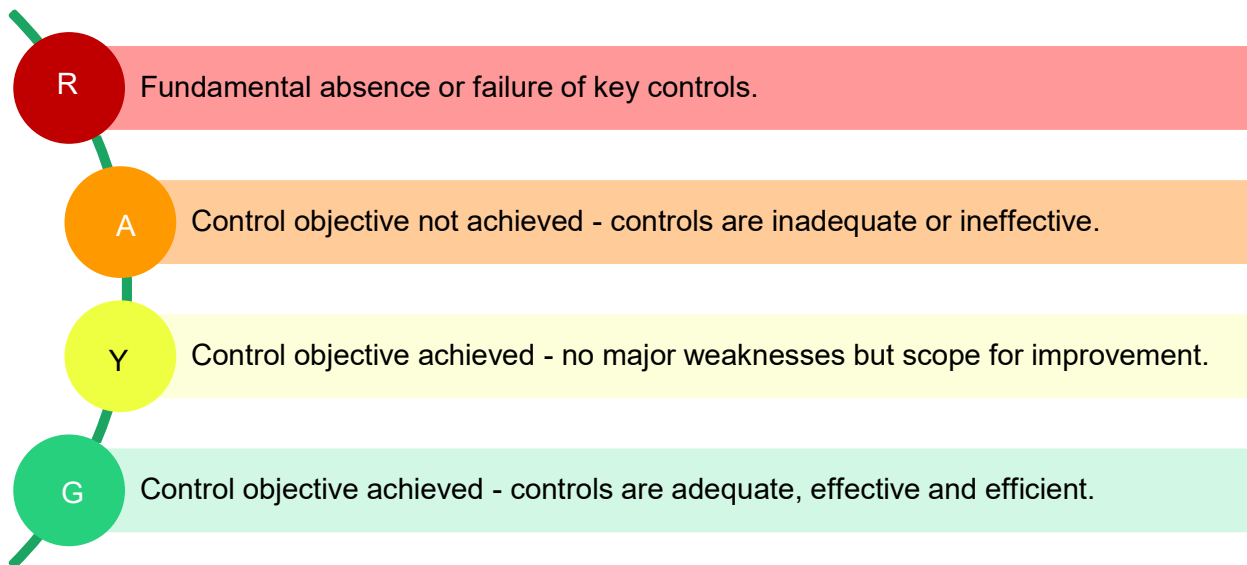 R
Fundamental absence or failure of key controls.
A
Control objective not achieved - controls are inadequate or ineffective.
Y
Control objective achieved - no major weaknesses but scope for improvement.
G
Control objective achieved - controls are adequate, effective and efficient.